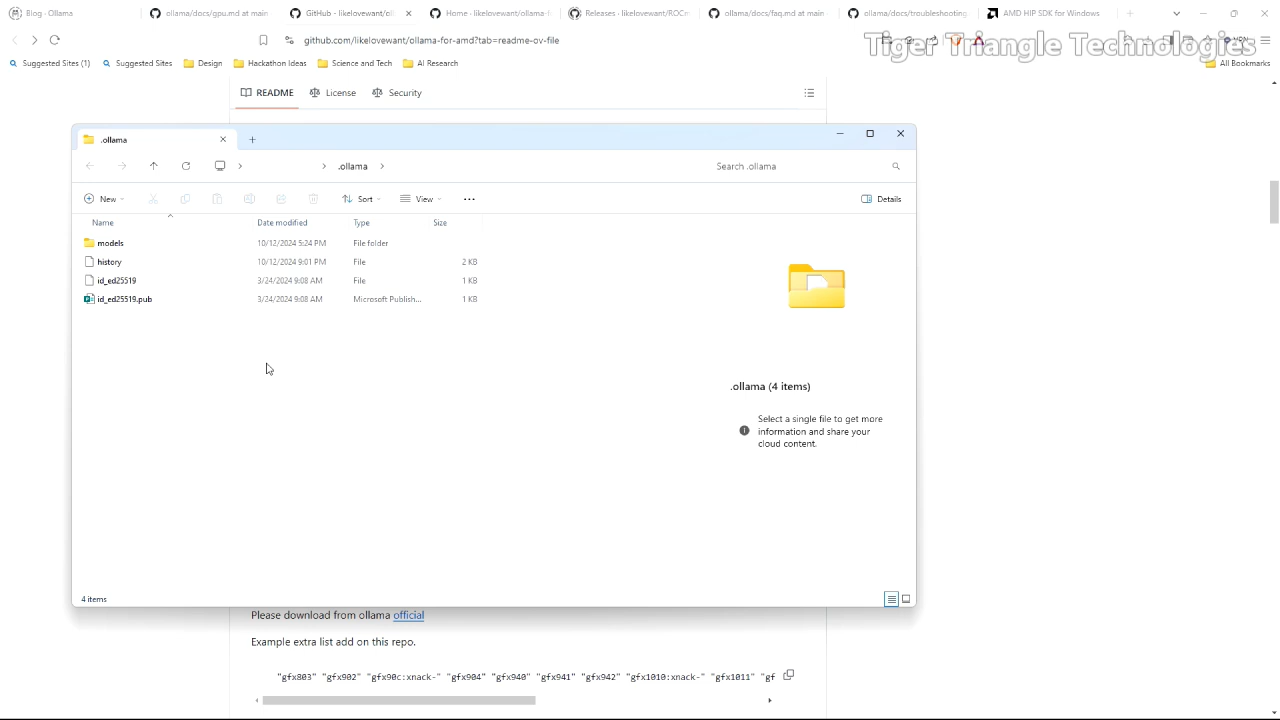 Blog · Ollama
ollama/docs/gpu.md at main
GitHub - likelovewant/oll
Home · likelovewant/ollama-f
Releases · likelovewant/ROCm
ollama/docs/faq.md at main
ollama/docs/troubleshooting.
AMD HIP SDK for Windows
github.com/likelovewant/ollama-for-amd?tab=readme-ov-file
VPN
Tiger Triangle Technologies
Suggested Sites (1)
Suggested Sites
Design
Hackathon Ideas
Science and Tech
AI Research
All Bookmarks
README
License
Security
.ollama
.ollama
Search .ollama
New
Sort
View
Details
Name
Date modified
Type
Size
models
10/12/2024 5:24 PM
File folder
history
10/12/2024 9:01 PM
File
2 KB
id_ed25519
3/24/2024 9:08 AM
File
1 KB
id_ed25519.pub
3/24/2024 9:08 AM
Microsoft Publish...
1 KB
.ollama (4 items)
Select a single file to get more
information and share your
cloud content.
4 items
Please download from ollama official
Example extra list add on this repo.
"gfx803" "gfx902" "gfx90c:xnack-" "gfx904" "gfx940" "gfx941" "gfx942" "gfx1010:xnack-" "gfx1011" "gf